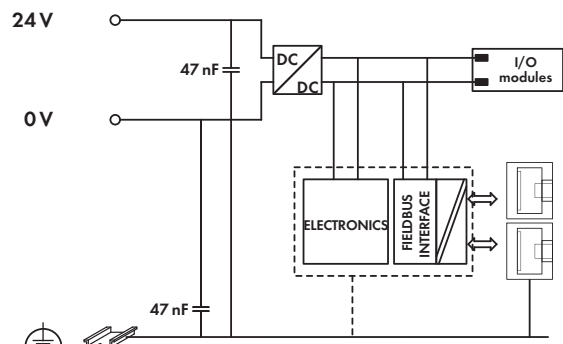 24 V
47 nF
DC
DC
I/O
modules
0 V
ELECTRONICS
FIELDBUS
INTERFACE
47 nF